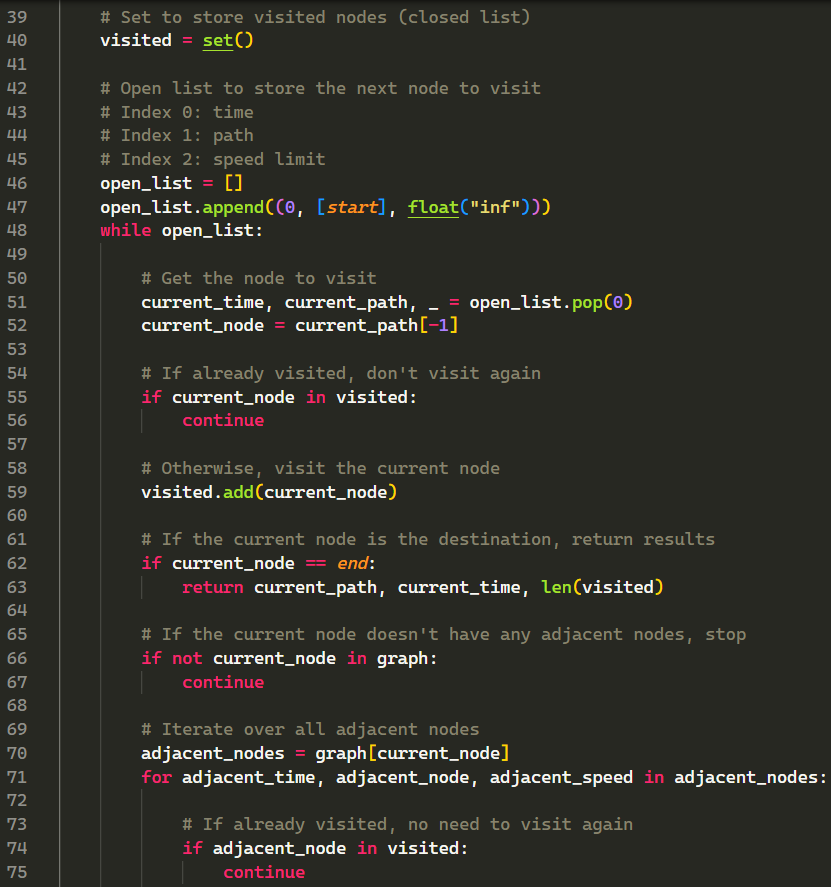 39 # Set to store visited nodes (closed list)
40 visited = set()
41
42 # Open list to store the next node to visit
43 # Index 0: time
44 # Index 1: path
45 # Index 2: speed limit
46 open_list = []
47 open_list.append((0, [start], float("inf")))
48 while open_list:
49
50 # Get the node to visit
51 current_time, current_path, _ = open_list.pop(0)
52 current_node = current_path[-1]
53
54 # If already visited, don't visit again
55 if current_node in visited:
56 continue
57
58 # Otherwise, visit the current node
59 visited.add(current_node)
60
61 # If the current node is the destination, return results
62 if current_node == end:
63 return current_path, current_time, len(visited)
64
65 # If the current node doesn't have any adjacent nodes, stop
66 if not current_node in graph:
67 continue
68
69 # Iterate over all adjacent nodes
70 adjacent_nodes = graph[current_node]
71 for adjacent_time, adjacent_node, adjacent_speed in adjacent_nodes:
72
73 # If already visited, no need to visit again
74 if adjacent_node in visited:
75 continue